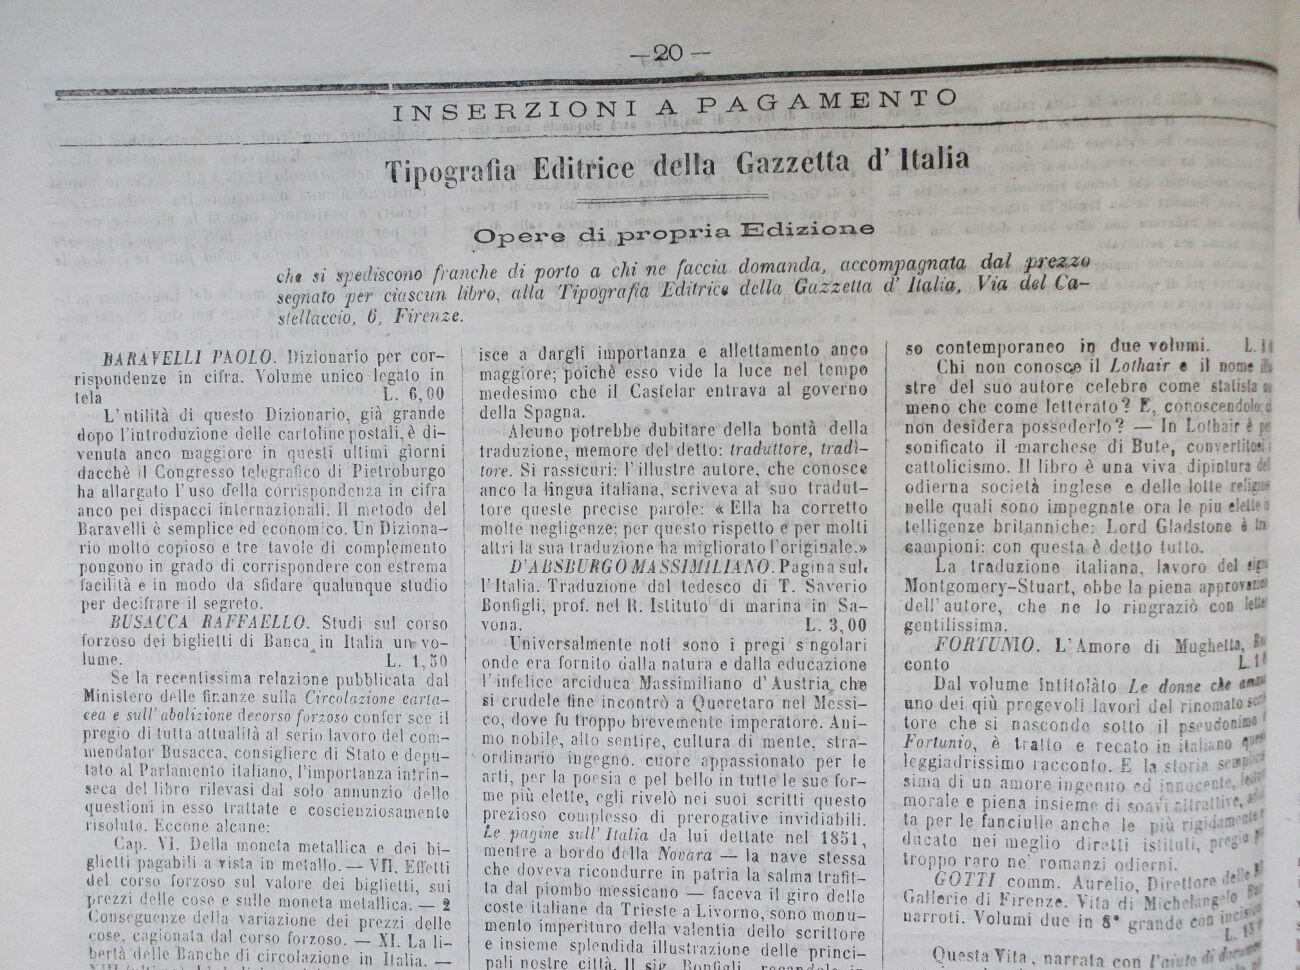 —20—
INSERZIONI A PAGAMENTO
Tipografia Editrice della Gazzetta d'Italia
Opere di propria Edizione
che si spediscono franche di porto a chi ne faccia domanda, accompagnata dal prezzo
segnato per ciascun libro, alla Tipografia Editrice della Gazzetta d'Italia, Via del Ca-
stellaccio, 6, Firenze.
BARAVELLI PAOLO. Dizionario per cor-
rispondenze in cifra. Volume unico legato in
tela L. 6,00
L'utilità di questo Dizionario, già grande
dopo l'introduzione delle cartoline postali, è di-
venuta anco maggiore in questi ultimi giorni
dacchè il Congresso telegrafico di Pietroburgo
ha allargato l'uso della corrispondenza in cifra
anco pei dispacci internazionali. Il metodo del
Baravelli è semplice ed economico. Un Diziona-
rio molto copioso e tre tavole di complemento
pongono in grado di corrispondere con estrema
facilità e in modo da sfidare qualunque studio
per decifrare il segreto.
BUSACCA RAFFAELLO. Studi sul corso
forzoso dei biglietti di Banca in Italia un vo-
lume. L. 1,50
Se la recentissima relazione pubblicata dal
Ministero delle finanze sulla Circolazione carta-
cea e sull'abolizione decorso forzoso confer sce il
pregio di tutta attualità al serio lavoro del com-
mendator Busacca, consigliere di Stato e depu-
tato al Parlamento italiano, l'importanza intrin-
seca del libro rilevasi dal solo annunzio delle
questioni in esso trattate e coscienziosamente
risolute. Eccone alcune:
Cap. VI. Della moneta metallica e dei bi-
glietti pagabili a vista in metallo. — VII. Effetti
del corso forzoso sul valore dei biglietti, sui
prezzi delle cose e sulle moneta metallica. — 2
Conseguenze della variazione dei prezzi delle
cose, cagionata dal corso forzoso. — XI. La li-
bertà delle Banche di circolazione in Italia. —
isce a dargli importanza e allettamento anco
maggiore; poichè esso vide la luce nel tempo
medesimo che il Castelar entrava al governo
della Spagna.
Alcuno potrebbe dubitare della bontà della
traduzione, memore del detto: traduttore, tradi-
tore. Si rassicuri: l'illustre autore, che conosce
anco la lingua italiana, scriveva al suo tradut-
tore queste precise parole: « Ella ha corretto
molte negligenze; per questo rispetto e per molti
altri la sua traduzione ha migliorato l'originale.»
D'ABSBURGO MASSIMILIANO. Pagina sul,
l'Italia. Traduzione dal tedesco di T. Saverio
Bonfigli, prof. nel R. Istituto di marina in Sa-
vona. L. 3,00
Universalmente noti sono i pregi s ngolari
onde era fornito dalla natura e dalla educazione
l'infelice arciduca Massimiliano d'Austria che
si crudele fine incontrò a Queretaro nel Messi-
co, dove fu troppo brevemente imperatore. Ani-
mo nobile, alto sentire, cultura di mente, stra-
ordinario ingegno. cuore appassionato per le
arti, per la poesia e pel bello in tutte le sue for-
me più elette, egli rivelò nei suoi scritti questo
prezioso complesso di prerogative invidiabili.
Le pagine sull'Italia da lui dettate nel 1851,
mentre a bordo della Novara — la nave stessa
che doveva ricondurre in patria la salma trafit-
ta dal piombo messicano — faceva il giro delle
coste italiane da Trieste a Livorno, sono monu-
mento imperituro della valentia dello scrittore
e insieme splendida illustrazione delle princi-
pali nostre città. Il sig. Bonfigli, recandole in
so contemporaneo in due volumi. L.
Chi non conosce il Lothair e il nome
stre del suo autore celebre come statista
meno che come letterato? E, conoscendolo,
non desidera possederlo? — In Lothair è
sonificato il marchese di Bute, convertitosi
cattolicismo. Il libro è una viva dipintura
odierna società inglese e delle lotte
nelle quali sono impegnate ora le piu elette
telligenze britanniche: Lord Gladstone è
campioni: con questa è detto tutto.
La traduzione italiana, lavoro del
Montgomery-Stuart, ebbe la piena
dell'autore, che ne lo ringraziò con
gentilissima.
FORTUNIO. L'Amore di Mughetta,
conto L.
Dal volume intitolàto Le donne che
uno dei qiù pregevoli lavori del rinomato
tore che si nasconde sotto il pseudonimo
Fortunio, è tratto e recato in italiano
leggiadrissimo racconto. E la storia
sima di un amore ingenuo ed innocente,
morale e piena insieme di soavi attrattive,
ta per le fanciulle anche le più
ducate nei meglio diretti istituti, pregio
troppo raro ne' romanzi odierni.
GOTTI comm. Aurelio, Direttore delle
Gallerie di Firenze. Vita di Michelangelo
narroti. Volumi due in 8° grande con
L.
Questa Vita, narrata con l'aiuto di